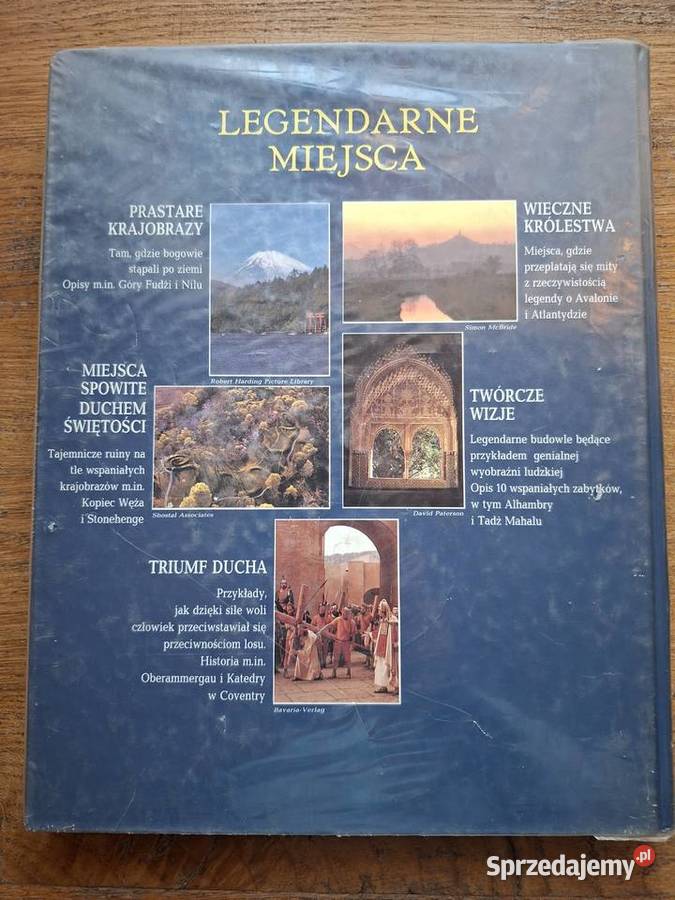 LEGENDARNE
MIEJSCA
PRASTARE
KRAJOBRAZY
Tam, gdzie bogowie
stąpali po ziemi
Opisy m.in. Góry Fudżi i Nilu
Robert Harding Picture Library
WIECZNE
KRÓLESTWA
Miejsca, gdzie
przeplatają się mity
z rzeczywistością
legendy o Avalonie
i Atlantydzie
Simon McBride
MIEJSCA
SPOWITE
DUCHEM
ŚWIĘTOŚCI
Tajemnicze ruiny na
tle wspaniałych
krajobrazów m.in.
Kopiec Węża
i Stonehenge
Shostal Associates
TWÓRCZE
WIZJE
Legendarne budowle będące
przykładem genialnej
wyobraźni ludzkiej
Opis 10 wspaniałych zabytków,
w tym Alhambry
i Tadż Mahalu
David Paterson
TRIUMF DUCHA
Przykłady,
jak dzięki sile woli
człowiek przeciwstawiał się
przeciwnościom losu.
Historia m.in.
Oberammergau i Katedry
w Coventry
Bavaria-Verlag
Sprzedajemy.pl